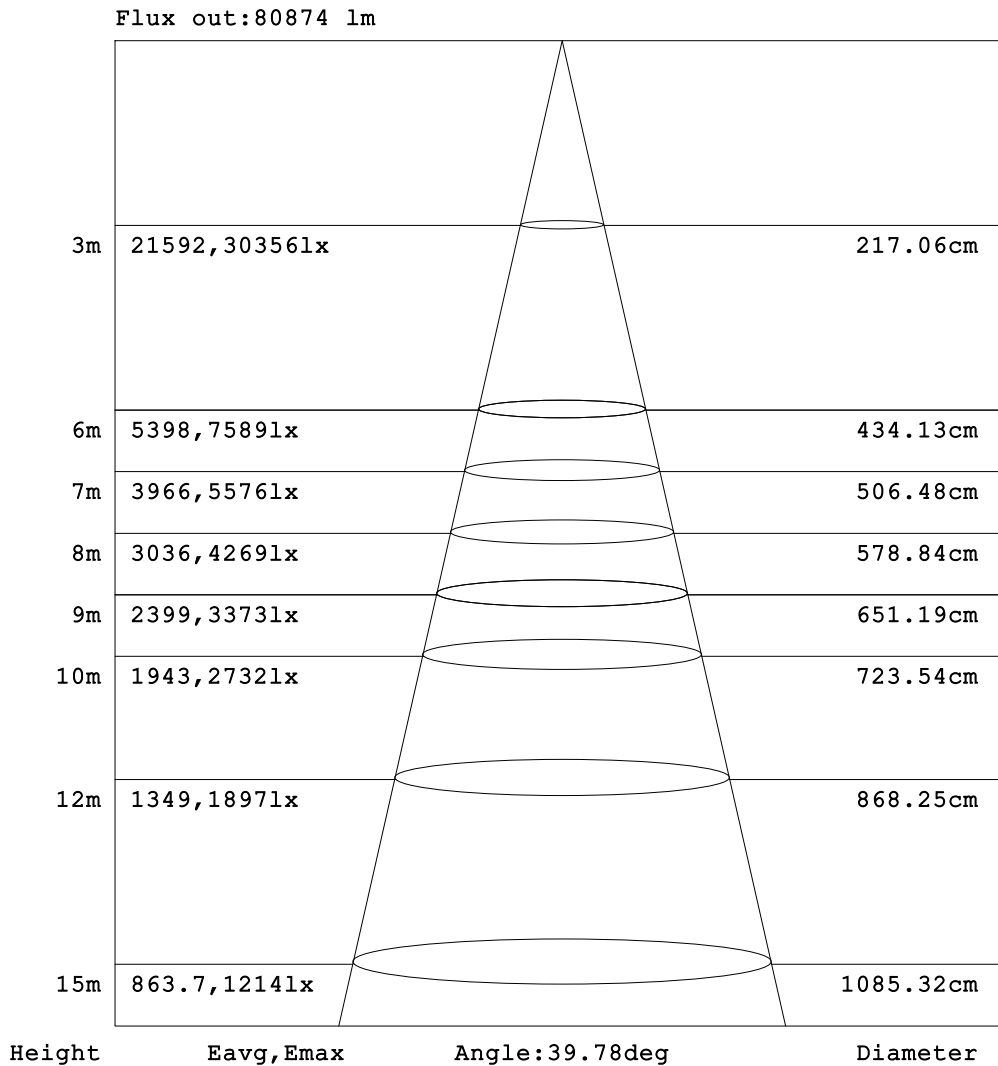 Flux out:80874 lm
3m 21592,30356lx 217.06cm
6m 5398,7589lx 434.13cm
7m 3966,5576lx 506.48cm
8m 3036,4269lx 578.84cm
9m 2399,3373lx 651.19cm
10m 1943,2732lx 723.54cm
12m 1349,1897lx 868.25cm
15m 863.7,1214lx 1085.32cm
Height Eavg,Emax Angle:39.78deg Diameter